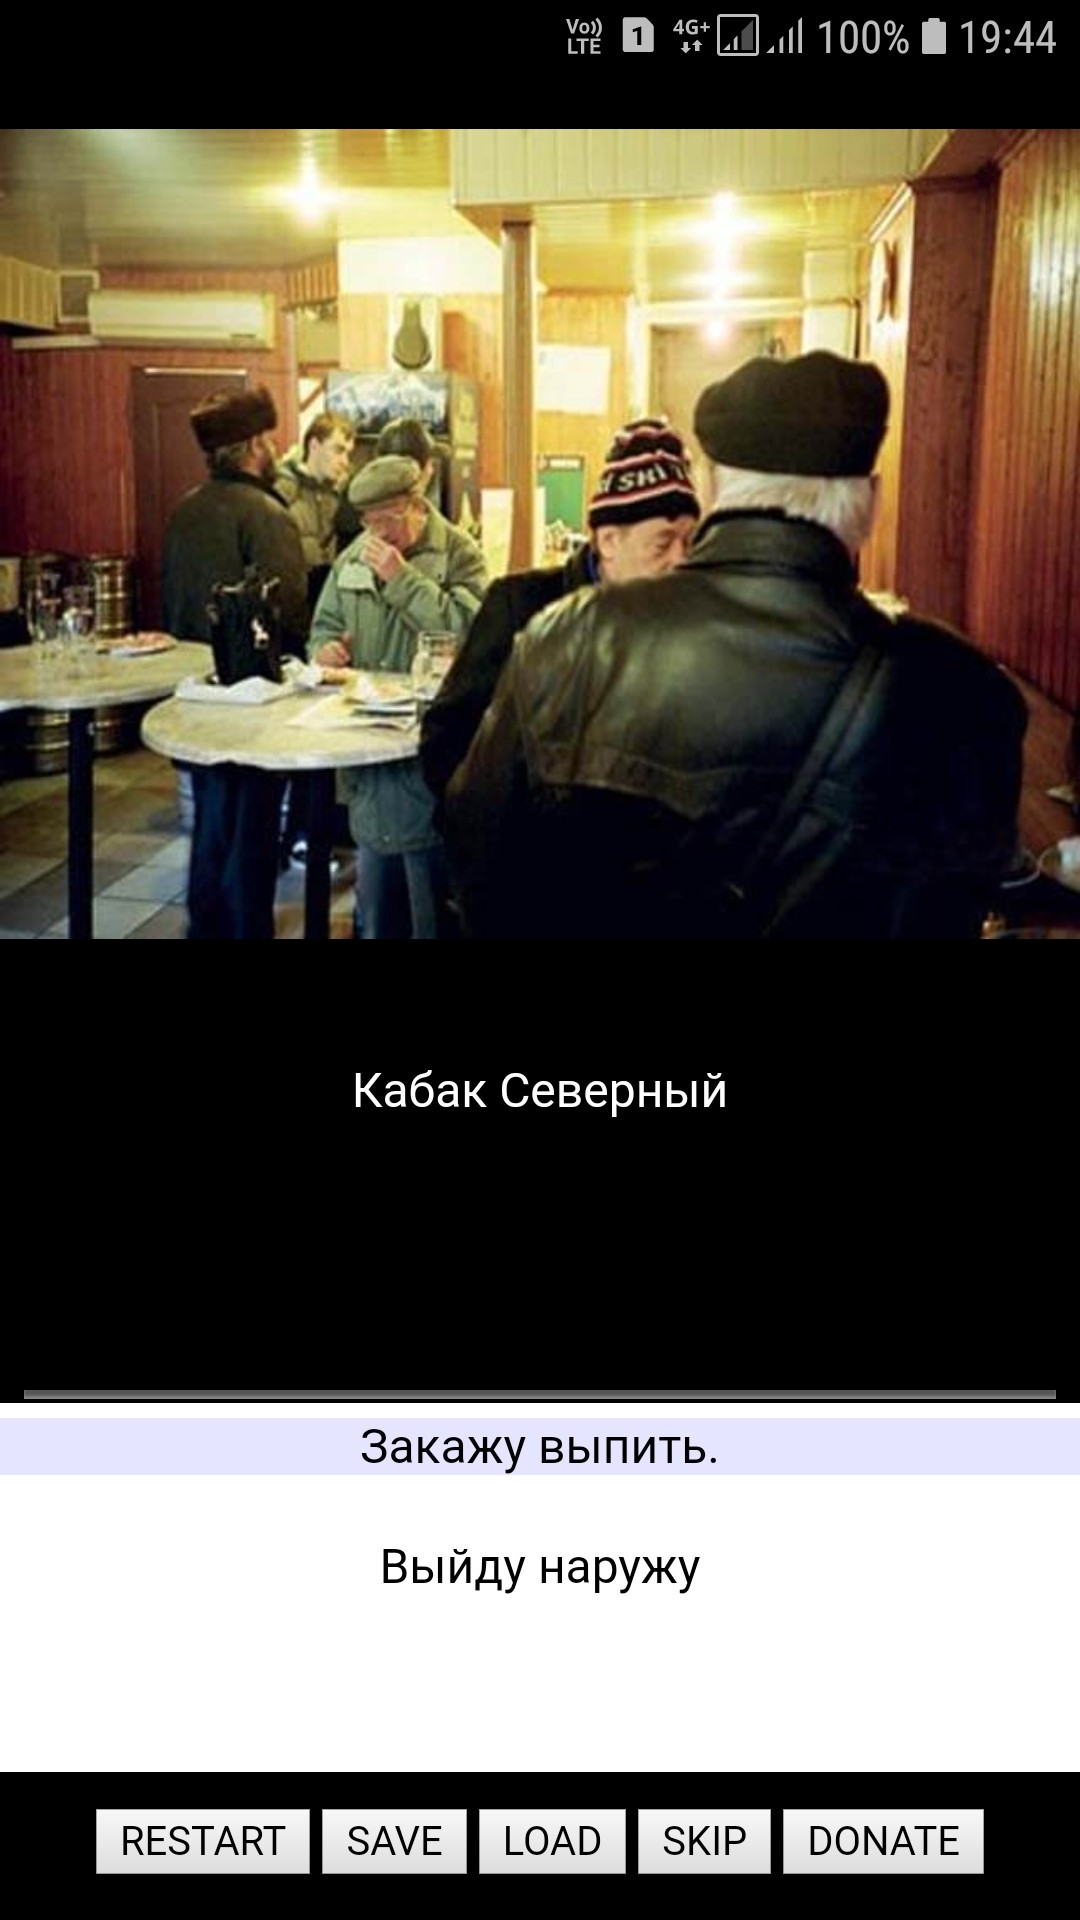 Vo)) LTE 1 4G+ 100% 19:44
SKI
Кабак Северный
Закажу выпить.
Выйду наружу
RESTART SAVE LOAD SKIP DONATE